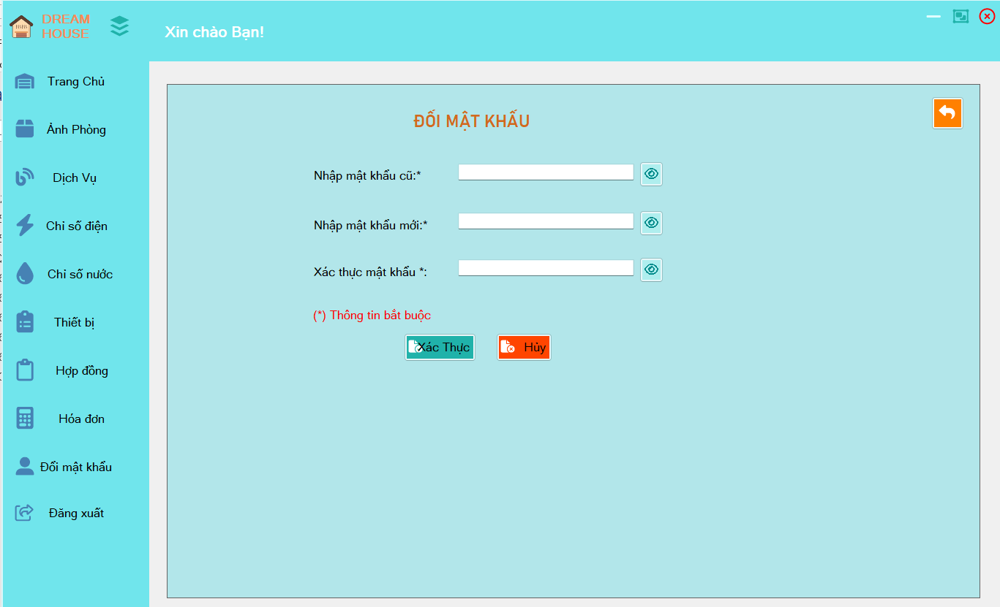 DREAM
HOUSE
Xin chào Bạn!
Trang Chủ
Ảnh Phòng
Dịch Vụ
Chỉ số điện
Chỉ số nước
Thiết bị
Hợp đồng
Hóa đơn
Đổi mật khẩu
Đăng xuất
ĐỔI MẬT KHẨU
Nhập mật khẩu cũ:*
Nhập mật khẩu mới:*
Xác thực mật khẩu *:
(*) Thông tin bắt buộc
Xác Thực
Hủy